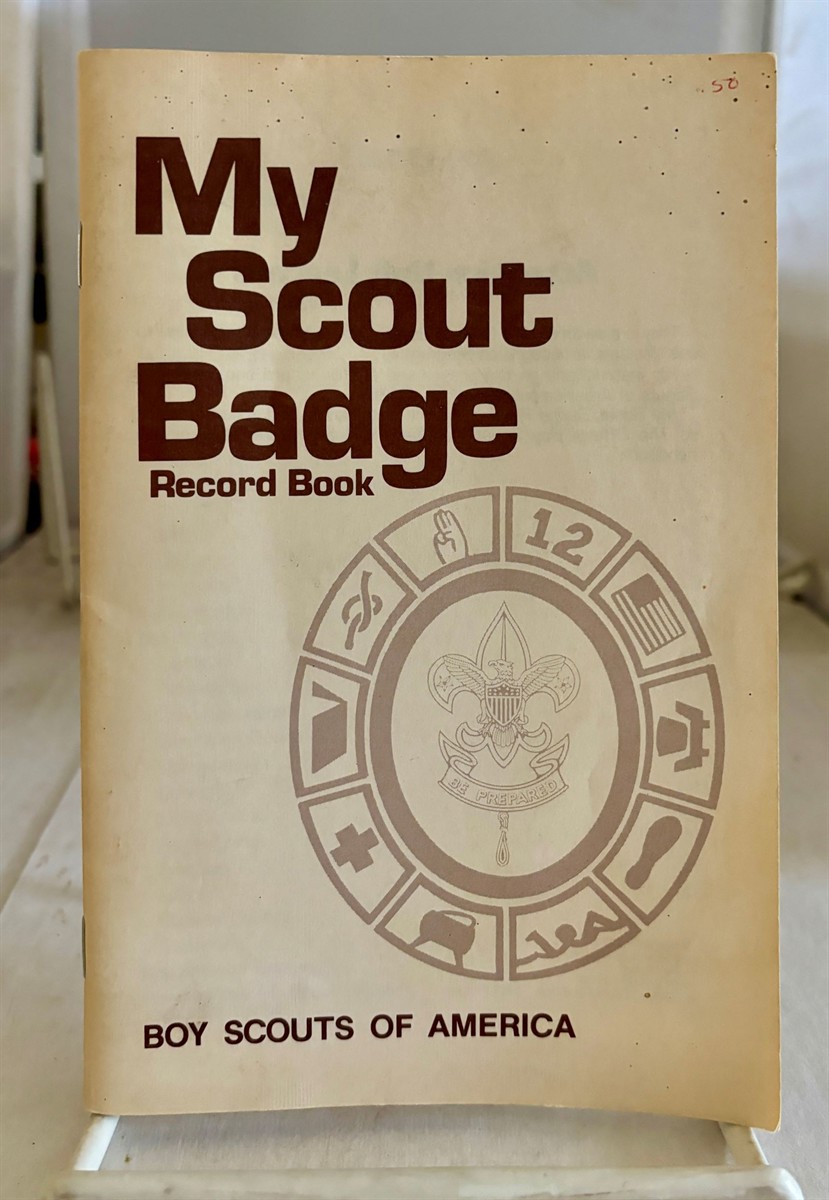 .50
My
Scout
Badge
Record Book
12
BE PREPARED
BOY SCOUTS OF AMERICA